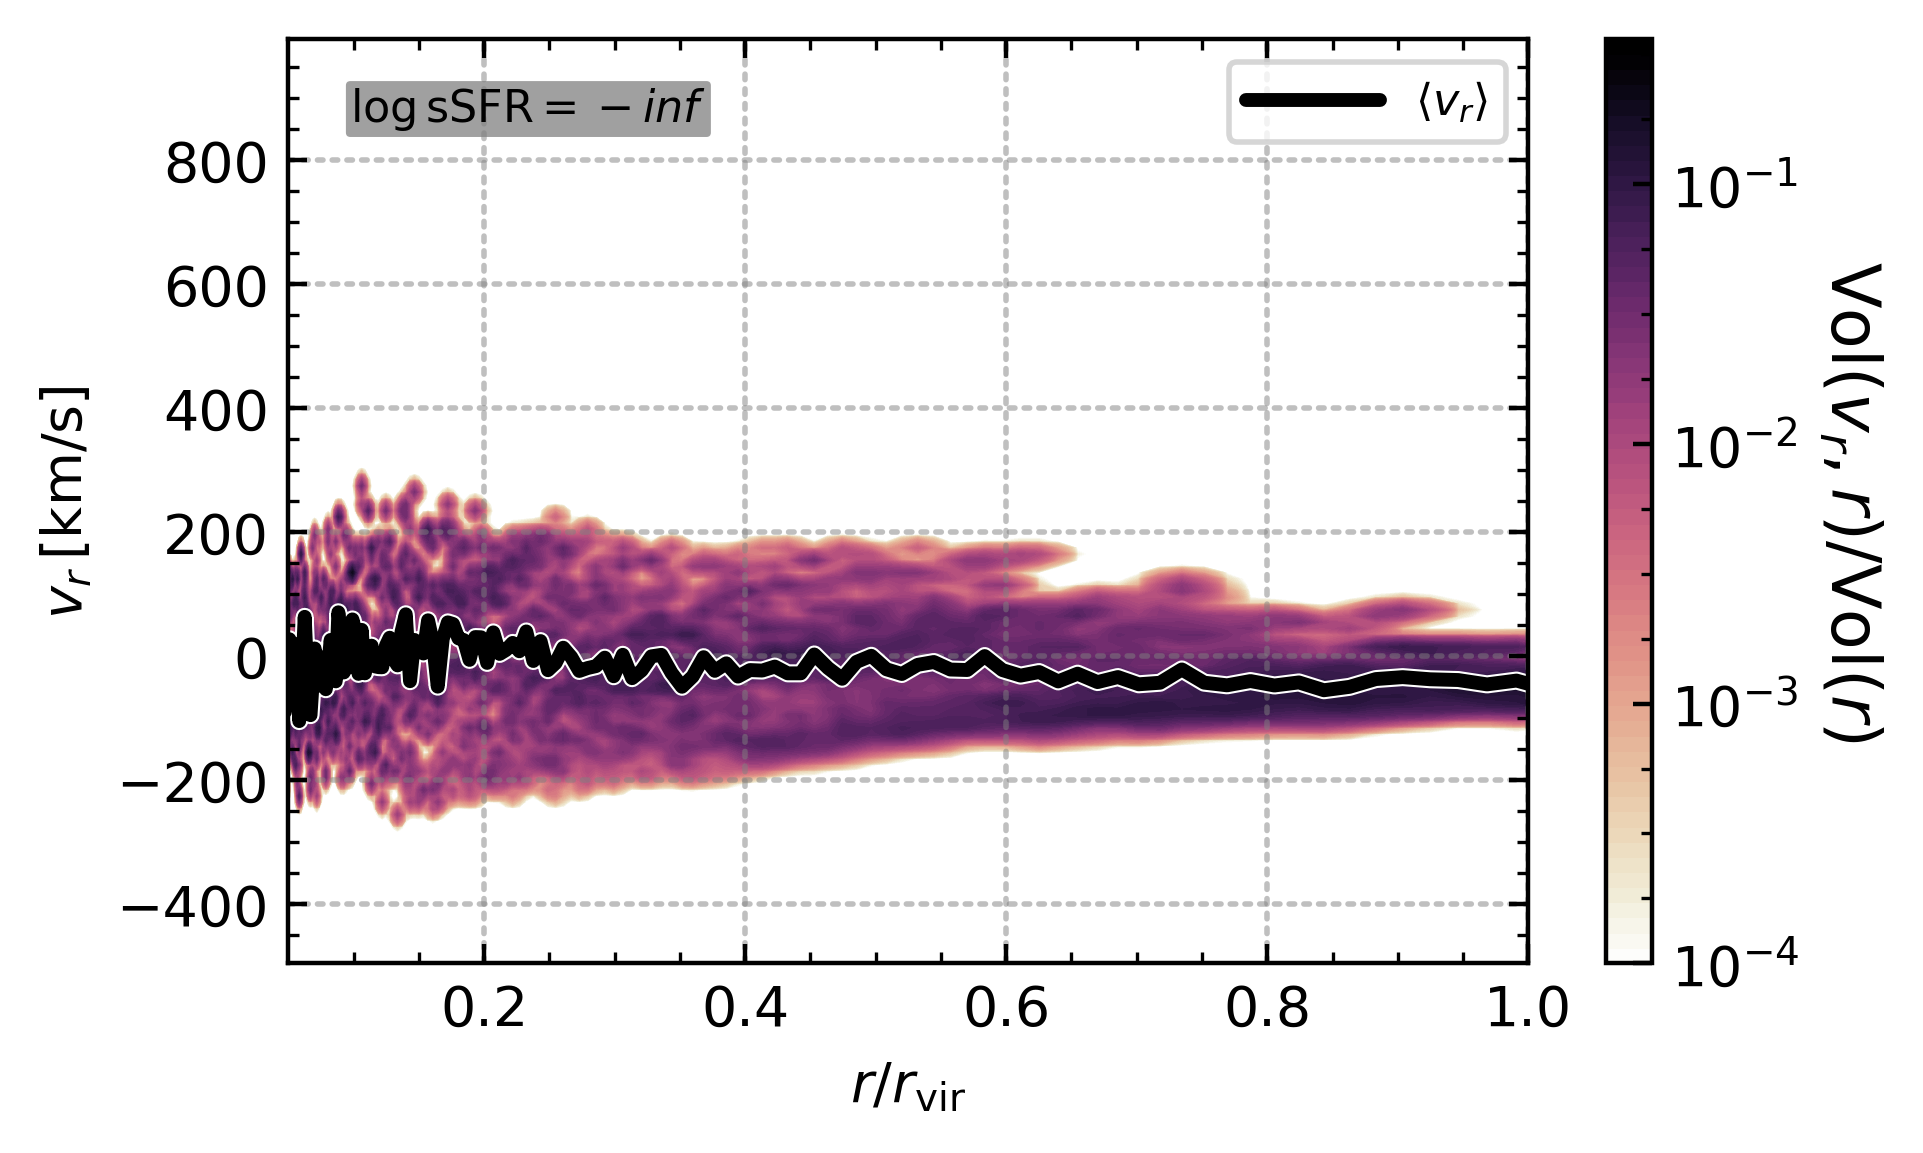 log sSFR = −inf
⟨v_r⟩
800
600
400
200
0
−200
−400
v_r [km/s]
0.2 0.4 0.6 0.8 1.0
r/r_vir
10⁻¹
10⁻²
10⁻³
10⁻⁴
Vol(v_r, r)/Vol(r)